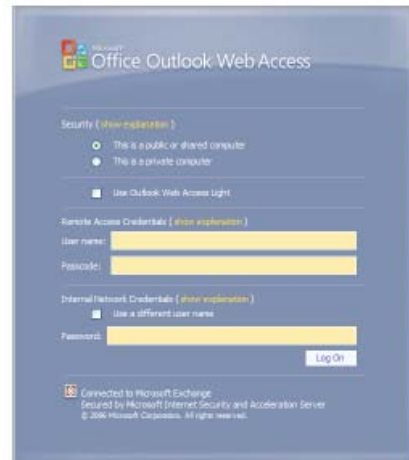 Microsoft
Office Outlook Web Access
Security ( show explanation )
This is a public or shared computer
This is a private computer
Use Outlook Web Access Light
Remote Access Credentials ( show explanation )
User name:
Passcode:
Internal Network Credentials ( show explanation )
Use a different user name
Password:
Log On
Connected to Microsoft Exchange
Secured by Microsoft Internet Security and Acceleration Server
© 2006 Microsoft Corporation. All rights reserved.